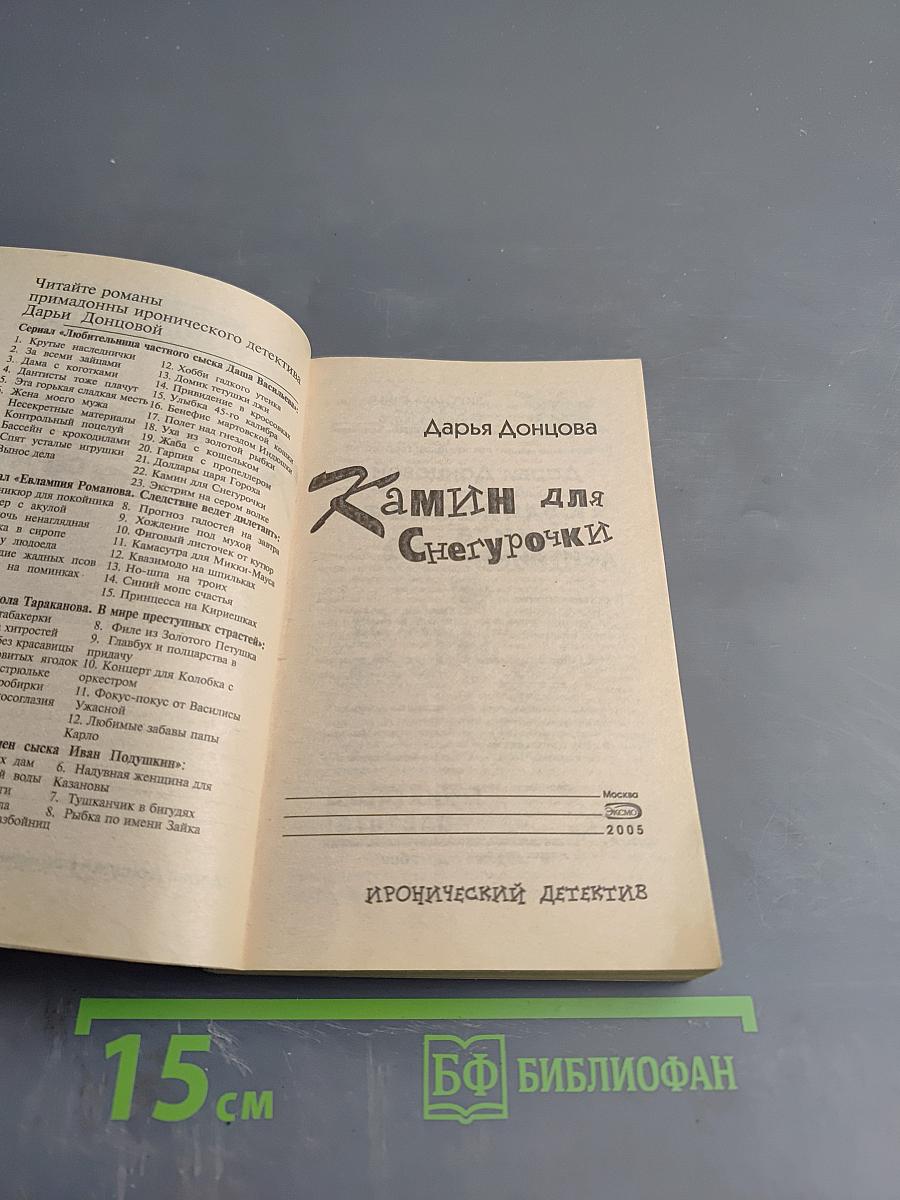 Читайте романы
примадонны иронического детектива
Дарьи Донцовой
Сериал «Любительница частного сыска Даша Васильева»:
1. Крутые наследнички
2. За всеми зайцами
3. Дама с коготками
4. Дантисты тоже плачут
5. Эта горькая сладкая месть
Жена моего мужа
Несекретные материалы
Контрольный поцелуй
Бассейн с крокодилами
Спят усталые игрушки
Вынос дела
12. Хобби гадкого утенка
13. Домик тетушки лжи
14. Привидение в кроссовках
15. Улыбка 45-го калибра
16. Бенефис мартовской кошки
17. Полет над гнездом Индюшки
18. Уха из золотой рыбки
19. Жаба с кошельком
20. Гарпия с пропеллером
21. Доллары царя Гороха
22. Камин для Снегурочки
23. Экстрим на сером волке
«Евлампия Романова. Следствие ведет дилетант»:
для покойника
с акулой
ненаглядная
в сиропе
людоеда
жадных псов
на поминках
8. Прогноз гадостей на завтра
9. Хождение под мухой
10. Фиговый листочек от кутюр
11. Камасутра для Микки-Мауса
12. Квазимодо на шпильках
13. Но-шпа на троих
14. Синий мопс счастья
15. Принцесса на Кириешках
Тараканова. В мире преступных страстей»:
табакерки
хитростей
без красавицы
ягодок
8. Филе из Золотого Петушка
9. Главбух и полцарства в
придачу
10. Концерт для Колобка с
оркестром
11. Фокус-покус от Василисы
Ужасной
12. Любимые забавы папы
Карло
сыска Иван Подушкин»:
дам
воды
6. Надувная женщина для
Казановы
7. Тушканчик в бигудях
8. Рыбка по имени Зайка
Дарья Донцова
Камин для
Снегурочки
Москва
ЭКСМО
2005
ИРОНИЧЕСКИЙ ДЕТЕКТИВ
15 см
БФ БИБЛИОФАН